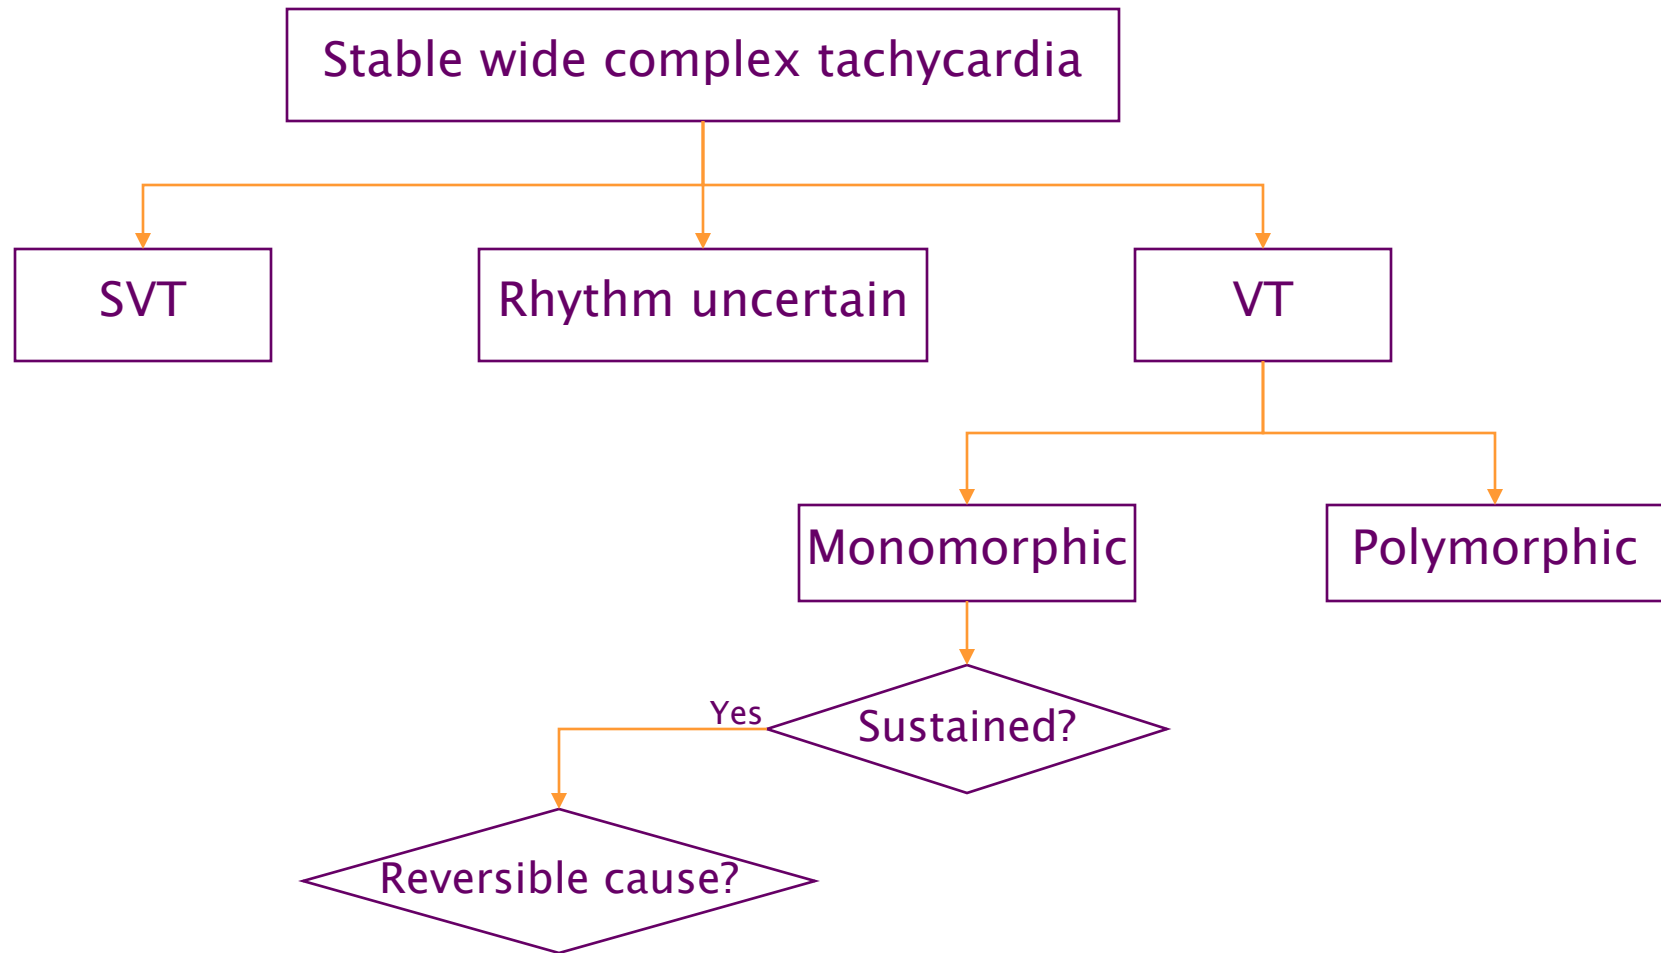 Stable wide complex tachycardia
SVT
Rhythm uncertain
VT
Monomorphic
Polymorphic
Yes
Sustained?
Reversible cause?